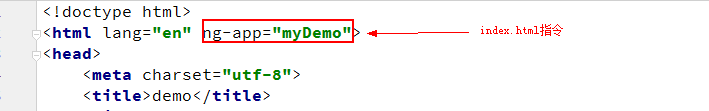 <!doctype html>
<html lang="en" ng-app="myDemo">
index.html指令
<head>
<meta charset="utf-8">
<title>demo</title>